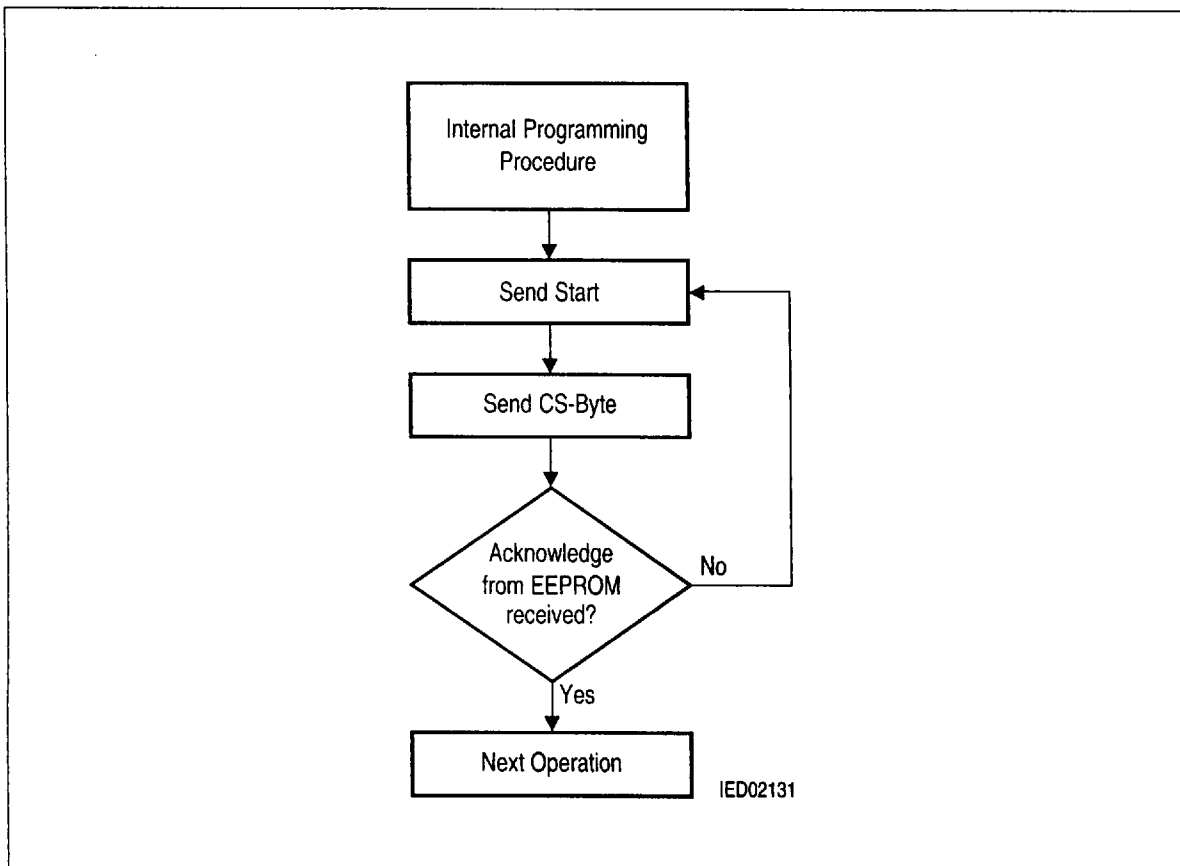 Internal Programming
Procedure
Send Start
Send CS-Byte
Acknowledge
from EEPROM
received?
No
Yes
Next Operation
IED02131